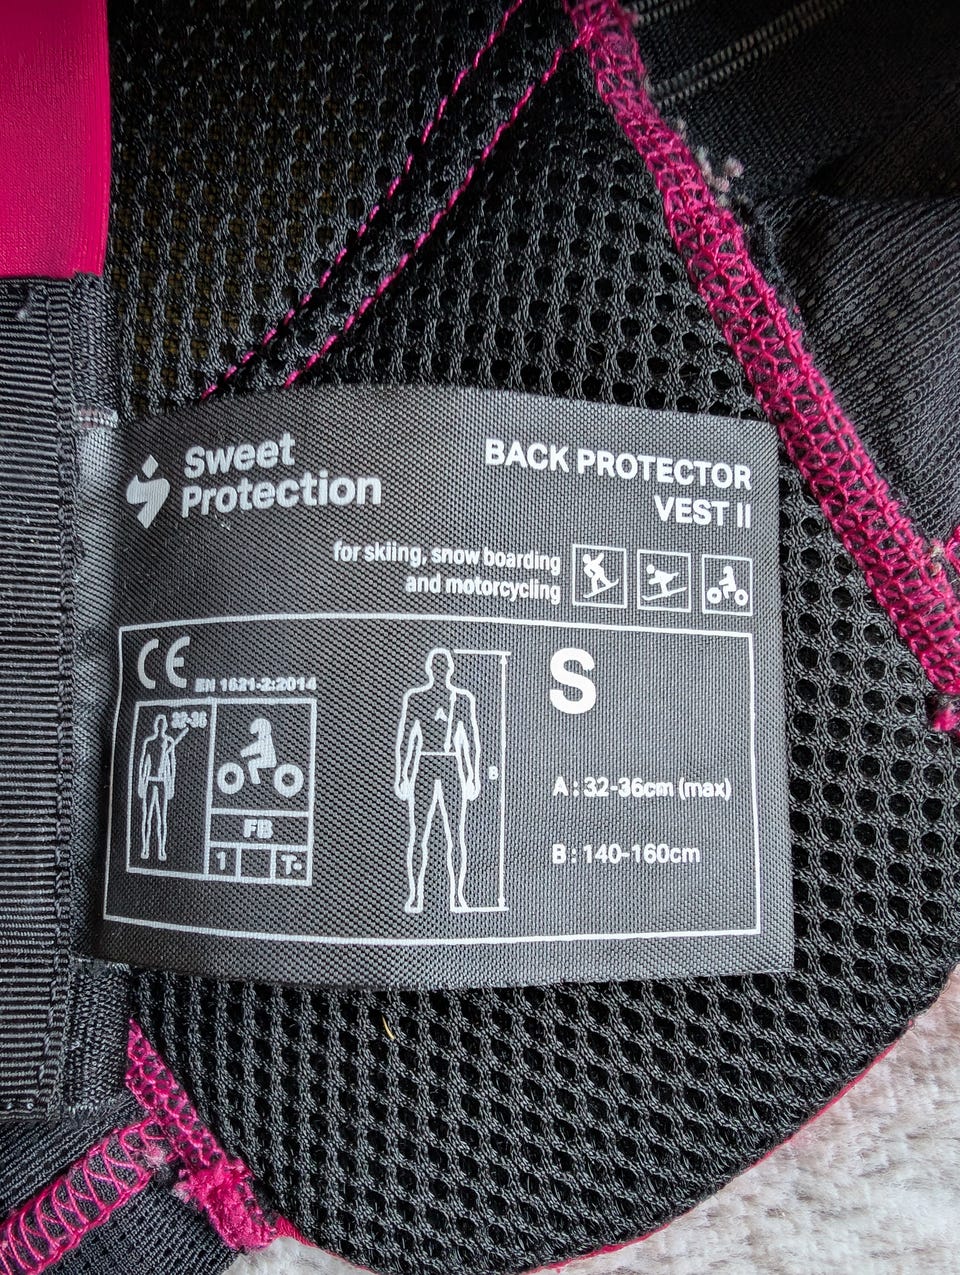 Sweet
Protection
BACK PROTECTOR
VEST II
for skiing, snow boarding
and motorcycling
CE
EN 1621-2:2014
32-36
FB
1
T-
A
B
S
A : 32-36cm (max)
B : 140-160cm